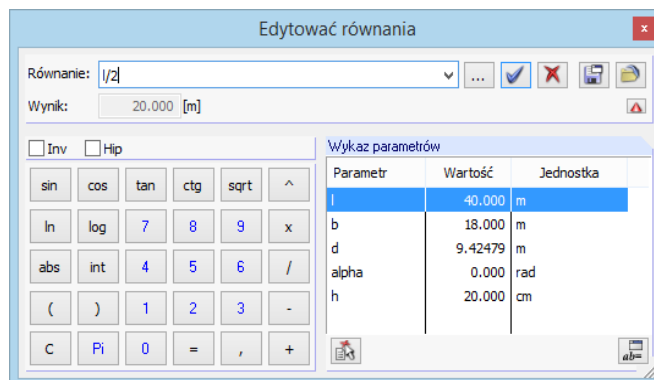 Edytować równania
x
Równanie: l/2 ...
Wynik: 20.000 [m]
Inv Hip
sin cos tan ctg sqrt ^
ln log 7 8 9 x
abs int 4 5 6 /
( ) 1 2 3 -
C Pi 0 = , +
Wykaz parametrów
Parametr Wartość Jednostka
l 40.000 m
b 18.000 m
d 9.42479 m
alpha 0.000 rad
h 20.000 cm
ab=